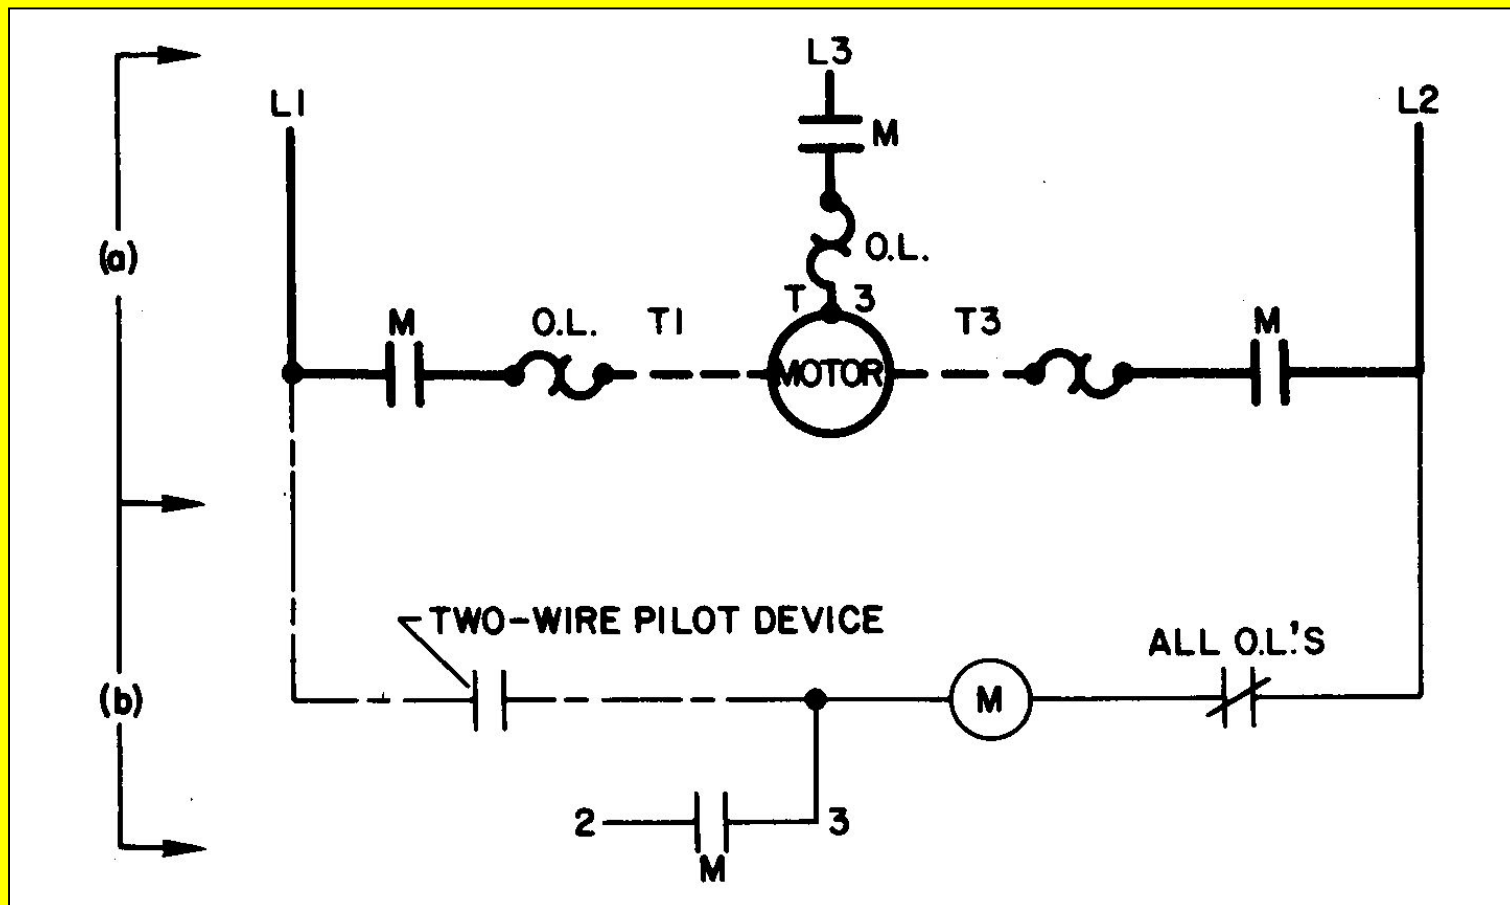 L3
L1
L2
M
(a)
O.L.
T 3
M
O.L.
T1
T3
M
MOTOR
TWO-WIRE PILOT DEVICE
ALL O.L.'S
(b)
M
2
3
M